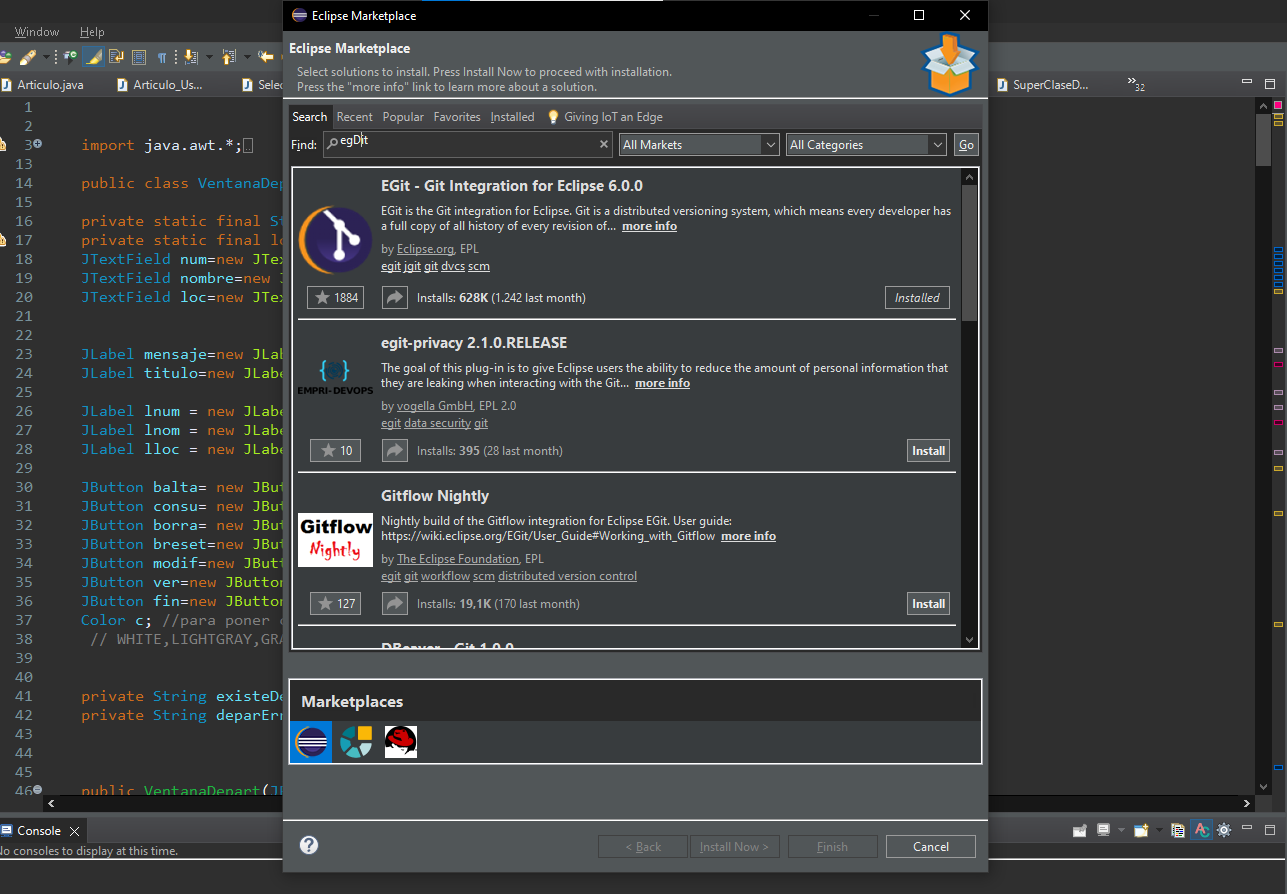 Eclipse Marketplace
Window Help
Eclipse Marketplace
Select solutions to install. Press Install Now to proceed with installation.
Press the "more info" link to learn more about a solution.
Articulo.java Articulo_Us... Selec SuperClaseD... »32
Search Recent Popular Favorites Installed Giving IoT an Edge
Find: egDit All Markets All Categories Go
EGit - Git Integration for Eclipse 6.0.0
EGit is the Git integration for Eclipse. Git is a distributed versioning system, which means every developer has
a full copy of all history of every revision of... more info
by Eclipse.org, EPL
egit jgit git dvcs scm
1884 Installs: 628K (1.242 last month) Installed
egit-privacy 2.1.0.RELEASE
EMPRI-DEVOPS
The goal of this plug-in is to give Eclipse users the ability to reduce the amount of personal information that
they are leaking when interacting with the Git... more info
by vogella GmbH, EPL 2.0
egit data security git
10 Installs: 395 (28 last month) Install
Gitflow Nightly
Gitflow
Nightly
Nightly build of the Gitflow integration for Eclipse EGit. User guide:
https://wiki.eclipse.org/EGit/User_Guide#Working_with_Gitflow more info
by The Eclipse Foundation, EPL
egit git workflow scm distributed version control
127 Installs: 19,1K (170 last month) Install
DBeaver - Git 1.0.0
Marketplaces
? < Back Install Now > Finish Cancel
1
2
3 import java.awt.*;
13
14 public class VentanaDep
15
16 private static final St
17 private static final lo
18 JTextField num=new JTex
19 JTextField nombre=new J
20 JTextField loc=new JTex
21
22
23 JLabel mensaje=new JLab
24 JLabel titulo=new JLabe
25
26 JLabel lnum = new JLabe
27 JLabel lnom = new JLabe
28 JLabel lloc = new JLabe
29
30 JButton balta= new JBut
31 JButton consu= new JBut
32 JButton borra= new JBut
33 JButton breset=new JBut
34 JButton modif=new JButt
35 JButton ver=new JButton
36 JButton fin=new JButton
37 Color c; //para poner c
38 // WHITE,LIGHTGRAY,GRA
39
40
41 private String existeDe
42 private String deparErr
43
44
45
46 public VentanaDepart(JF
Console
No consoles to display at this time.